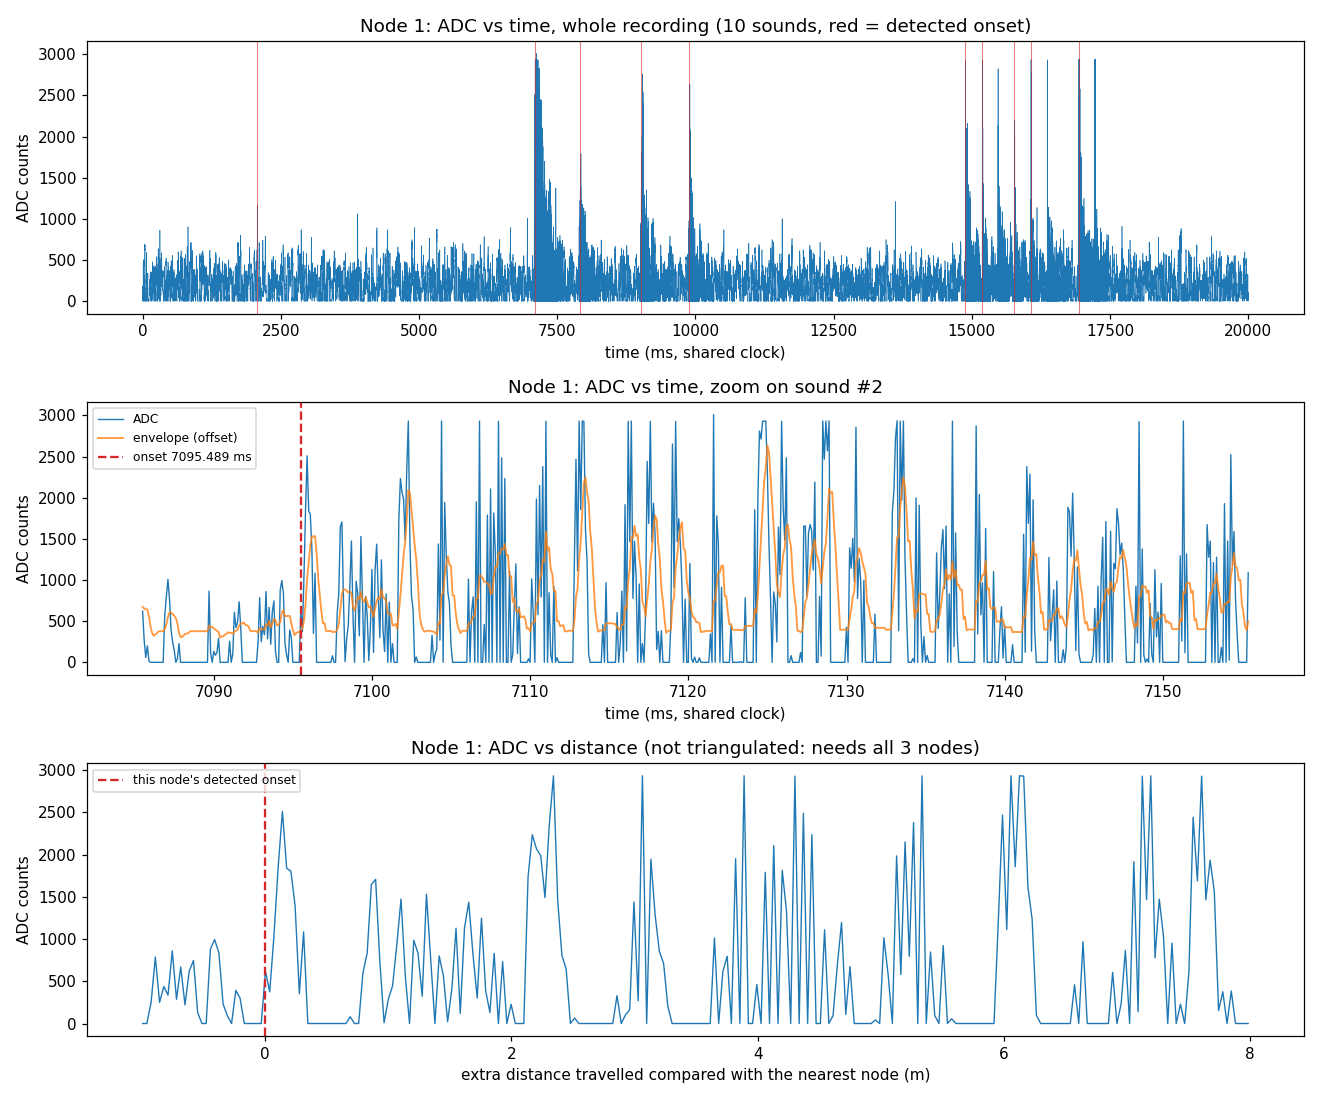 Node 1: ADC vs time, whole recording (10 sounds, red = detected onset)
3000
2500
2000
1500
1000
500
0
ADC counts
0 2500 5000 7500 10000 12500 15000 17500 20000
time (ms, shared clock)
Node 1: ADC vs time, zoom on sound #2
ADC
envelope (offset)
onset 7095.489 ms
3000
2500
2000
1500
1000
500
0
ADC counts
7090 7100 7110 7120 7130 7140 7150
time (ms, shared clock)
Node 1: ADC vs distance (not triangulated: needs all 3 nodes)
this node's detected onset
3000
2500
2000
1500
1000
500
0
ADC counts
0 2 4 6 8
extra distance travelled compared with the nearest node (m)